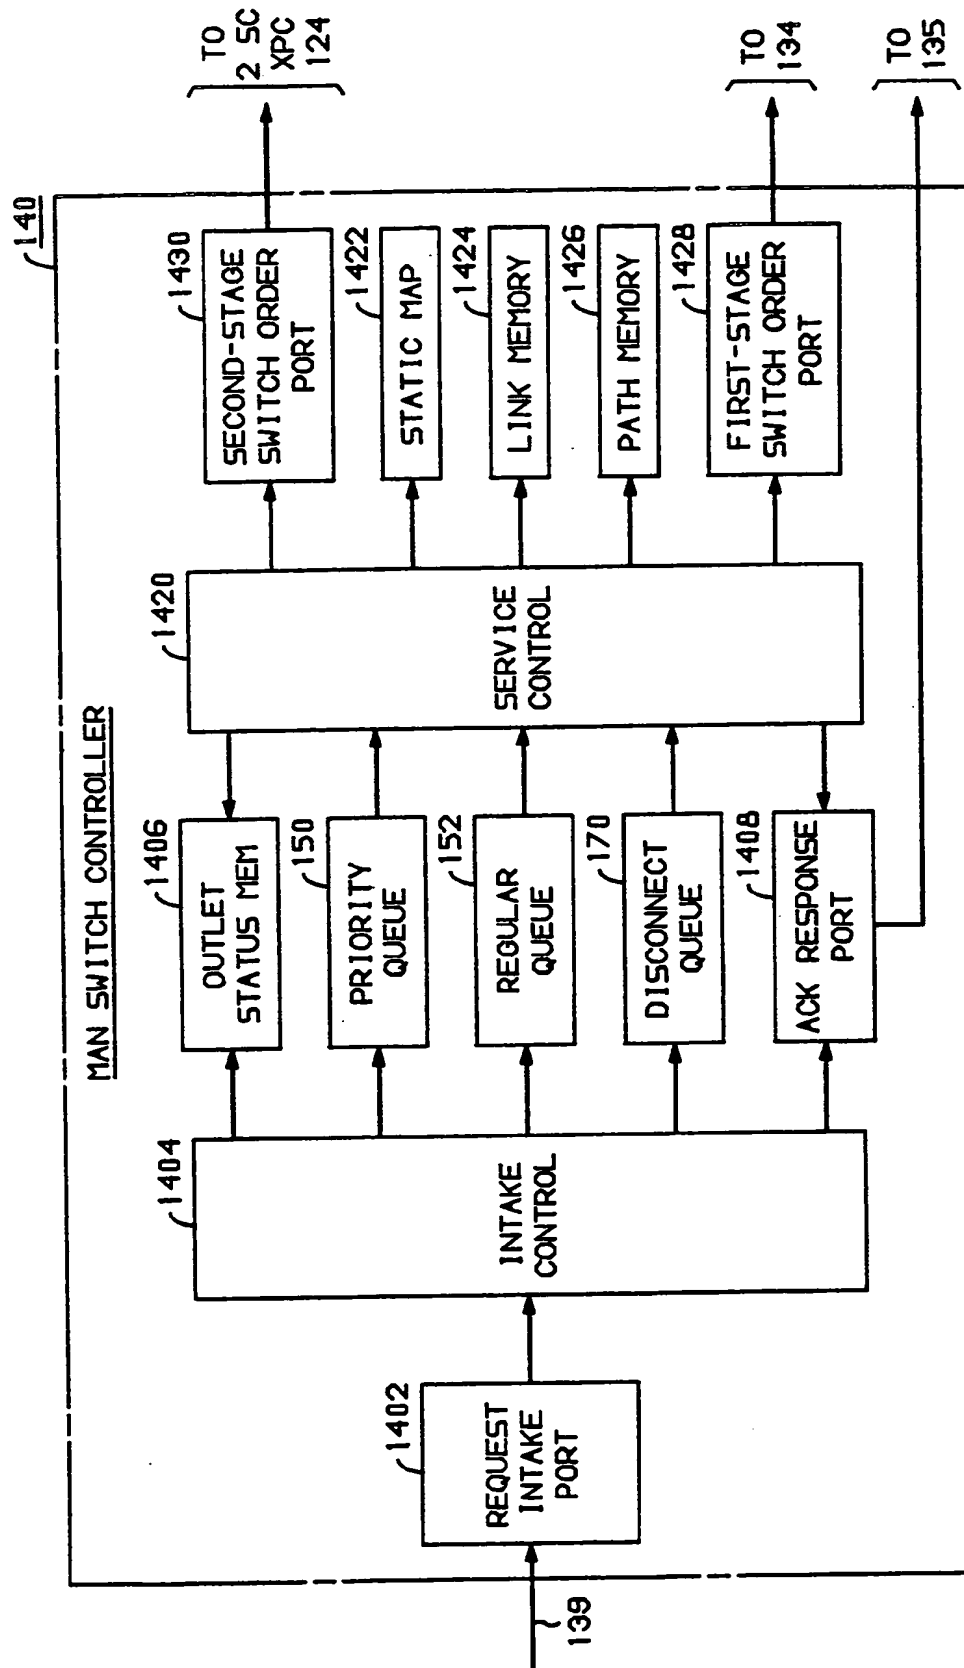 MAN SWITCH CONTROLLER
140
139
1402
REQUEST
INTAKE
PORT
1404
INTAKE
CONTROL
1406
OUTLET
STATUS MEM
150
PRIORITY
QUEUE
152
REGULAR
QUEUE
170
DISCONNECT
QUEUE
1408
ACK RESPONSE
PORT
1420
SERVICE
CONTROL
1430
SECOND-STAGE
SWITCH ORDER
PORT
1422
STATIC MAP
1424
LINK MEMORY
1426
PATH MEMORY
1428
FIRST-STAGE
SWITCH ORDER
PORT
TO
2 SC
XPC
124
TO
134
TO
135